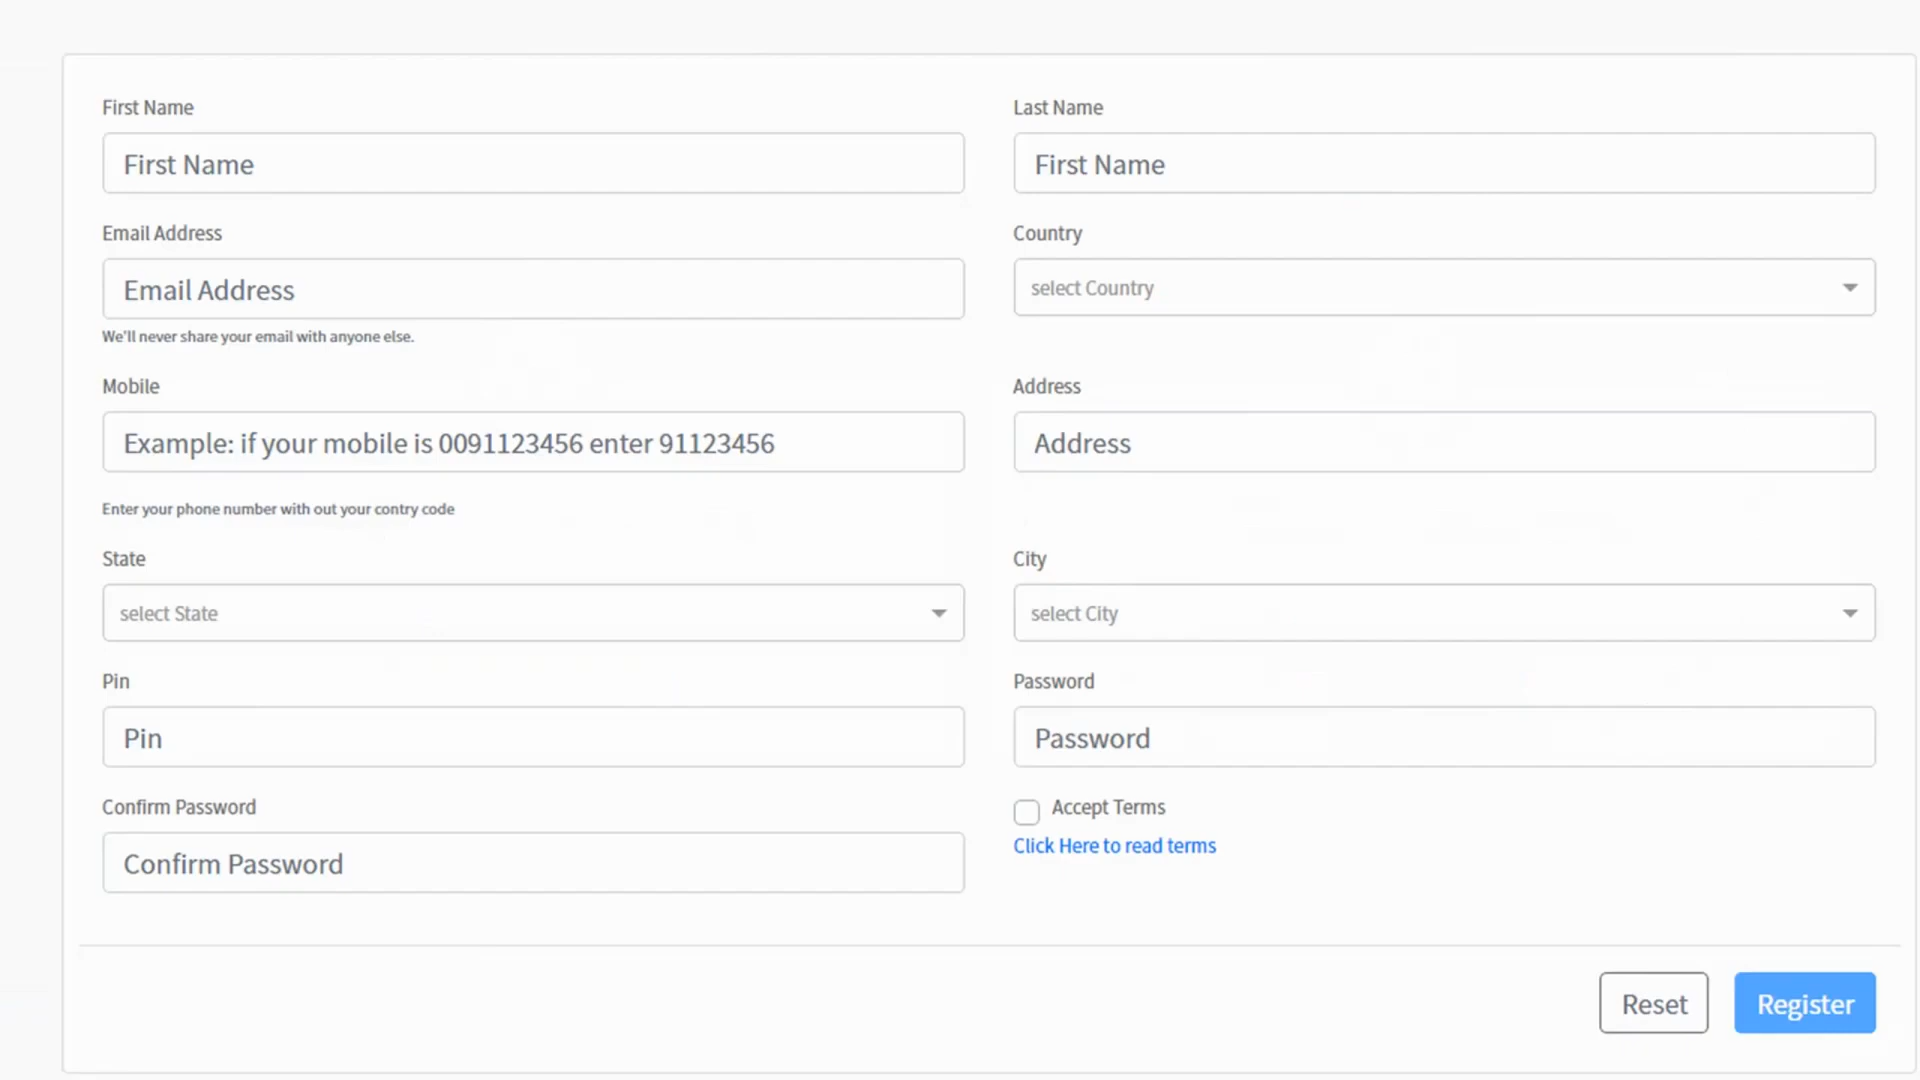 First Name
Last Name
First Name
First Name
Email Address
Country
Email Address
select Country
We'll never share your email with anyone else.
Mobile
Address
Example: if your mobile is 0091123456 enter 91123456
Address
Enter your phone number with out your contry code
State
City
select State
select City
Pin
Password
Pin
Password
Confirm Password
Accept Terms
Click Here to read terms
Confirm Password
Reset
Register